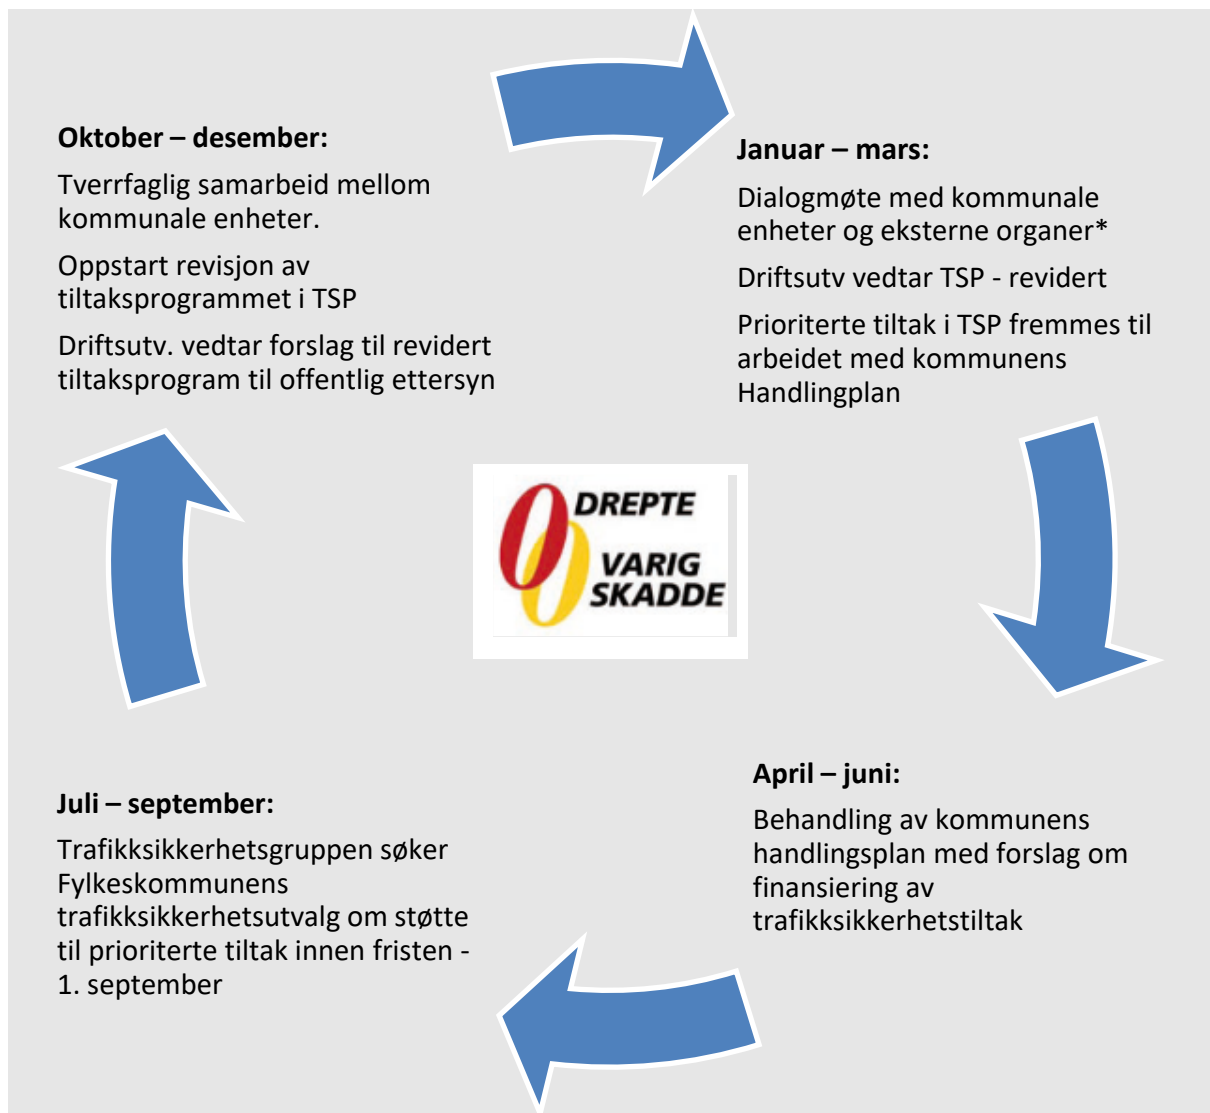 Oktober – desember:
Tverrfaglig samarbeid mellom
kommunale enheter.
Oppstart revisjon av
tiltaksprogrammet i TSP
Driftsutv. vedtar forslag til revidert
tiltaksprogram til offentlig ettersyn
Januar – mars:
Dialogmøte med kommunale
enheter og eksterne organer*
Driftsutv vedtar TSP - revidert
Prioriterte tiltak i TSP fremmes til
arbeidet med kommunens
Handlingplan
0 DREPTE
0 VARIG
SKADDE
April – juni:
Behandling av kommunens
handlingsplan med forslag om
finansiering av
trafikksikkerhetstiltak
Juli – september:
Trafikksikkerhetsgruppen søker
Fylkeskommunens
trafikksikkerhetsutvalg om støtte
til prioriterte tiltak innen fristen -
1. september